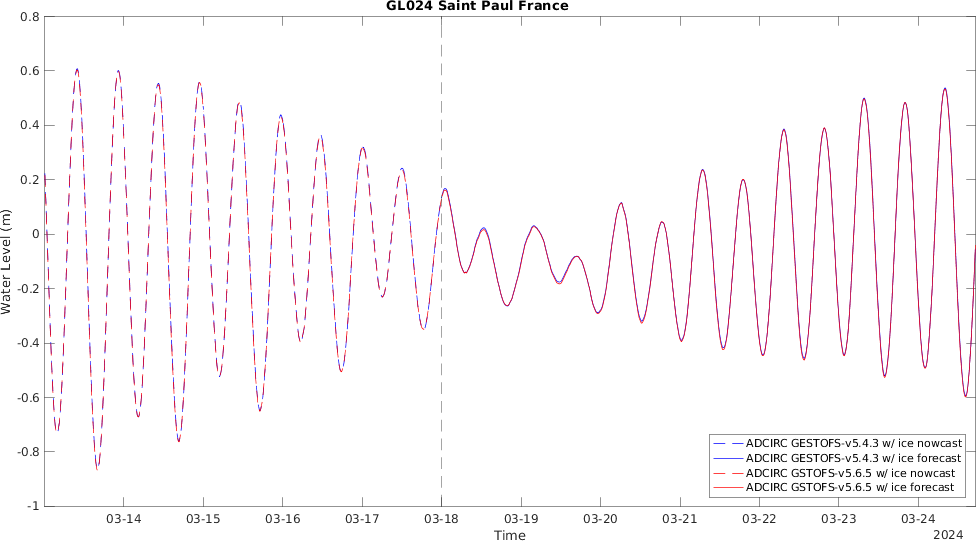 GL024 Saint Paul France
0.8
0.6
0.4
0.2
0
-0.2
-0.4
-0.6
-0.8
-1
Water Level (m)
03-14 03-15 03-16 03-17 03-18 03-19 03-20 03-21 03-22 03-23 03-24
Time
2024
ADCIRC GESTOFS-v5.4.3 w/ ice nowcast
ADCIRC GESTOFS-v5.4.3 w/ ice forecast
ADCIRC GSTOFS-v5.6.5 w/ ice nowcast
ADCIRC GSTOFS-v5.6.5 w/ ice forecast